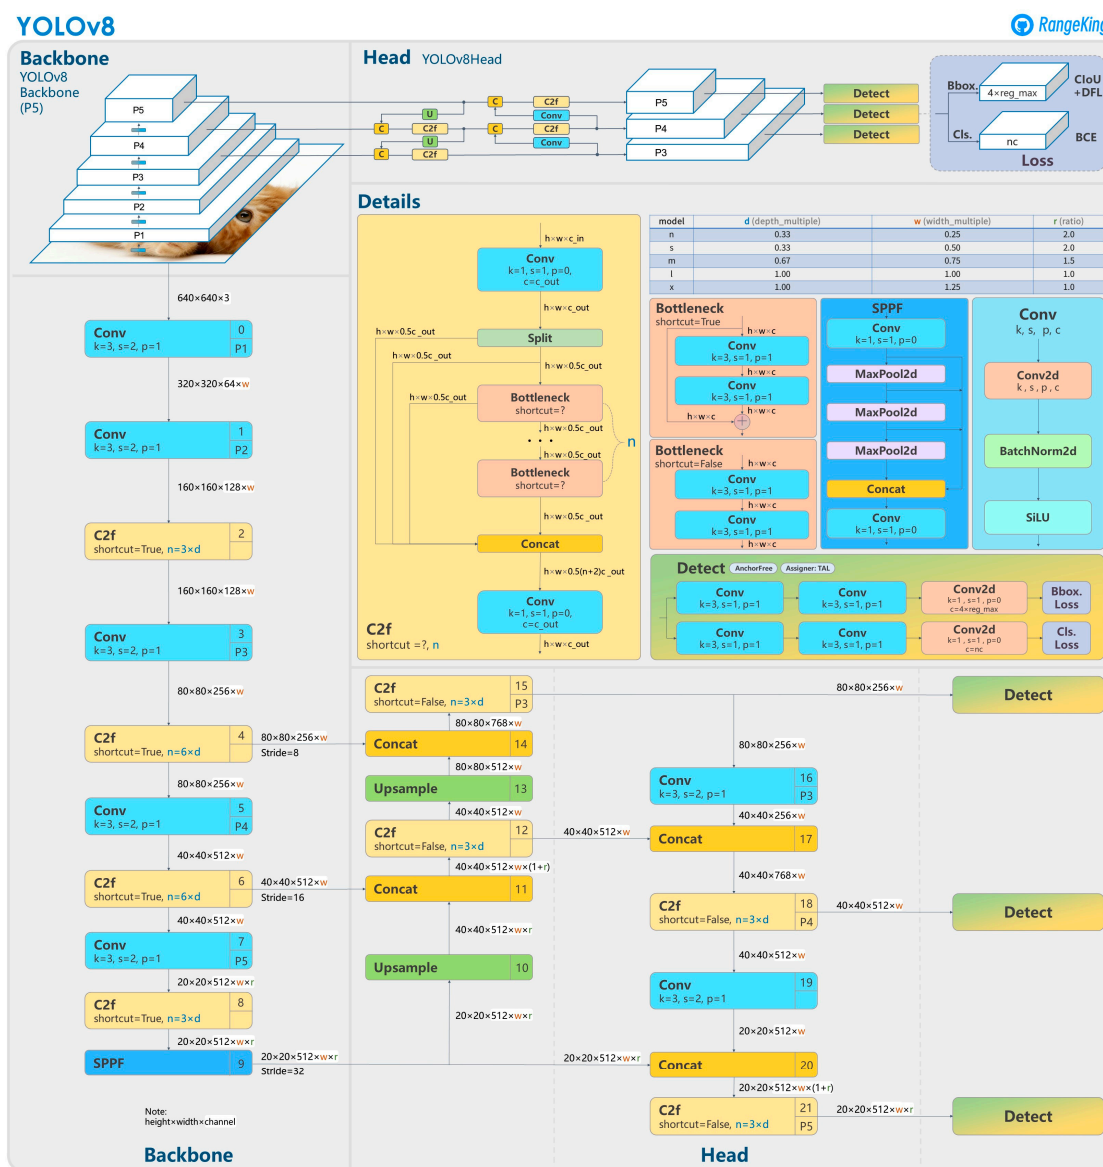 YOLOv8
RangeKing
Backbone
YOLOv8
Backbone
(P5)
P5
P4
P3
P2
P1
Head YOLOv8Head
U
C
C2f
U
C
C2f
C
C2f
Conv
C
C2f
Conv
P5
P4
P3
Detect
Detect
Detect
Bbox.
4×reg_max
CIoU
+DFL
Cls.
nc
BCE
Loss
Details
h×w×c_in
Conv
k=1, s=1, p=0,
c=c_out
h×w×c_out
h×w×0.5c_out
Split
h×w×0.5c_out
h×w×0.5c_out
h×w×0.5c_out
Bottleneck
shortcut=?
h×w×0.5c_out
• • •
n
h×w×0.5c_out
Bottleneck
shortcut=?
h×w×0.5c_out
Concat
h×w×0.5(n+2)c_out
Conv
k=1, s=1, p=0,
c=c_out
C2f
shortcut =?, n
h×w×c_out
model d (depth_multiple) w (width_multiple) r (ratio)
n 0.33 0.25 2.0
s 0.33 0.50 2.0
m 0.67 0.75 1.5
l 1.00 1.00 1.0
x 1.00 1.25 1.0
Bottleneck
shortcut=True
h×w×c
Conv
k=3, s=1, p=1
h×w×c
Conv
k=3, s=1, p=1
h×w×c
h×w×c
+
Bottleneck
shortcut=False
h×w×c
Conv
k=3, s=1, p=1
h×w×c
Conv
k=3, s=1, p=1
h×w×c
SPPF
Conv
k=1, s=1, p=0
MaxPool2d
MaxPool2d
MaxPool2d
Concat
Conv
k=1, s=1, p=0
Conv
k, s, p, c
Conv2d
k, s, p, c
BatchNorm2d
SiLU
Detect AnchorFree Assigner: TAL
Conv
k=3, s=1, p=1
Conv
k=3, s=1, p=1
Conv2d
k=1, s=1, p=0
c=4×reg_max
Bbox.
Loss
Conv
k=3, s=1, p=1
Conv
k=3, s=1, p=1
Conv2d
k=1, s=1, p=0
c=nc
Cls.
Loss
640×640×3
Conv
k=3, s=2, p=1
0
P1
320×320×64×w
Conv
k=3, s=2, p=1
1
P2
160×160×128×w
C2f
shortcut=True, n=3×d
2
160×160×128×w
Conv
k=3, s=2, p=1
3
P3
80×80×256×w
C2f
shortcut=True, n=6×d
4
80×80×256×w
Stride=8
80×80×256×w
Conv
k=3, s=2, p=1
5
P4
40×40×512×w
C2f
shortcut=True, n=6×d
6
40×40×512×w
Stride=16
40×40×512×w
Conv
k=3, s=2, p=1
7
P5
20×20×512×w×r
C2f
shortcut=True, n=3×d
8
20×20×512×w×r
SPPF
9
20×20×512×w×r
Stride=32
Note:
height×width×channel
Backbone
C2f
shortcut=False, n=3×d
15
P3
80×80×768×w
Concat
14
80×80×512×w
Upsample
13
40×40×512×w
C2f
shortcut=False, n=3×d
12
40×40×512×w
40×40×512×w×(1+r)
Concat
11
40×40×512×w×r
Upsample
10
20×20×512×w×r
80×80×256×w
Detect
80×80×256×w
Conv
k=3, s=2, p=1
16
P3
40×40×256×w
Concat
17
40×40×768×w
C2f
shortcut=False, n=3×d
18
P4
40×40×512×w
Detect
40×40×512×w
Conv
k=3, s=2, p=1
19
20×20×512×w
20×20×512×w×r
Concat
20
20×20×512×w×(1+r)
C2f
shortcut=False, n=3×d
21
P5
20×20×512×w×r
Detect
Head